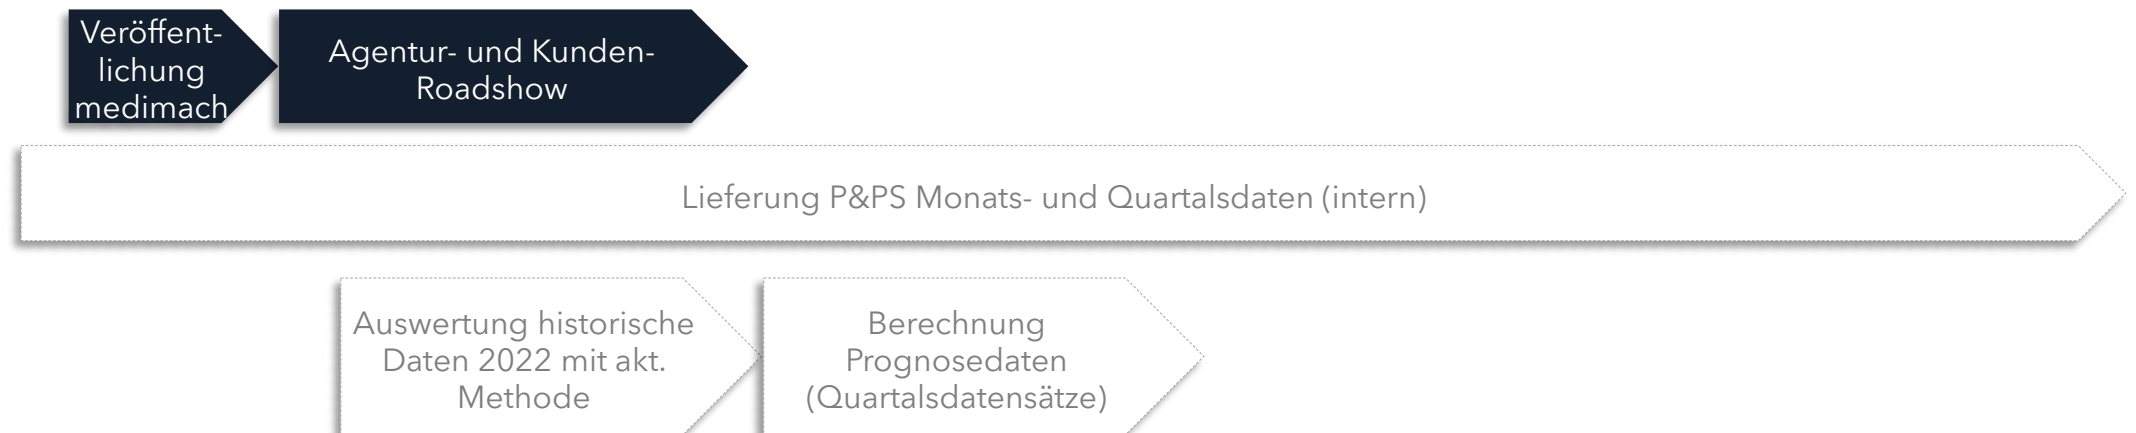 Veröffent-
lichung
medimach
Agentur- und Kunden-
Roadshow
Lieferung P&PS Monats- und Quartalsdaten (intern)
Auswertung historische
Daten 2022 mit akt.
Methode
Berechnung
Prognosedaten
(Quartalsdatensätze)